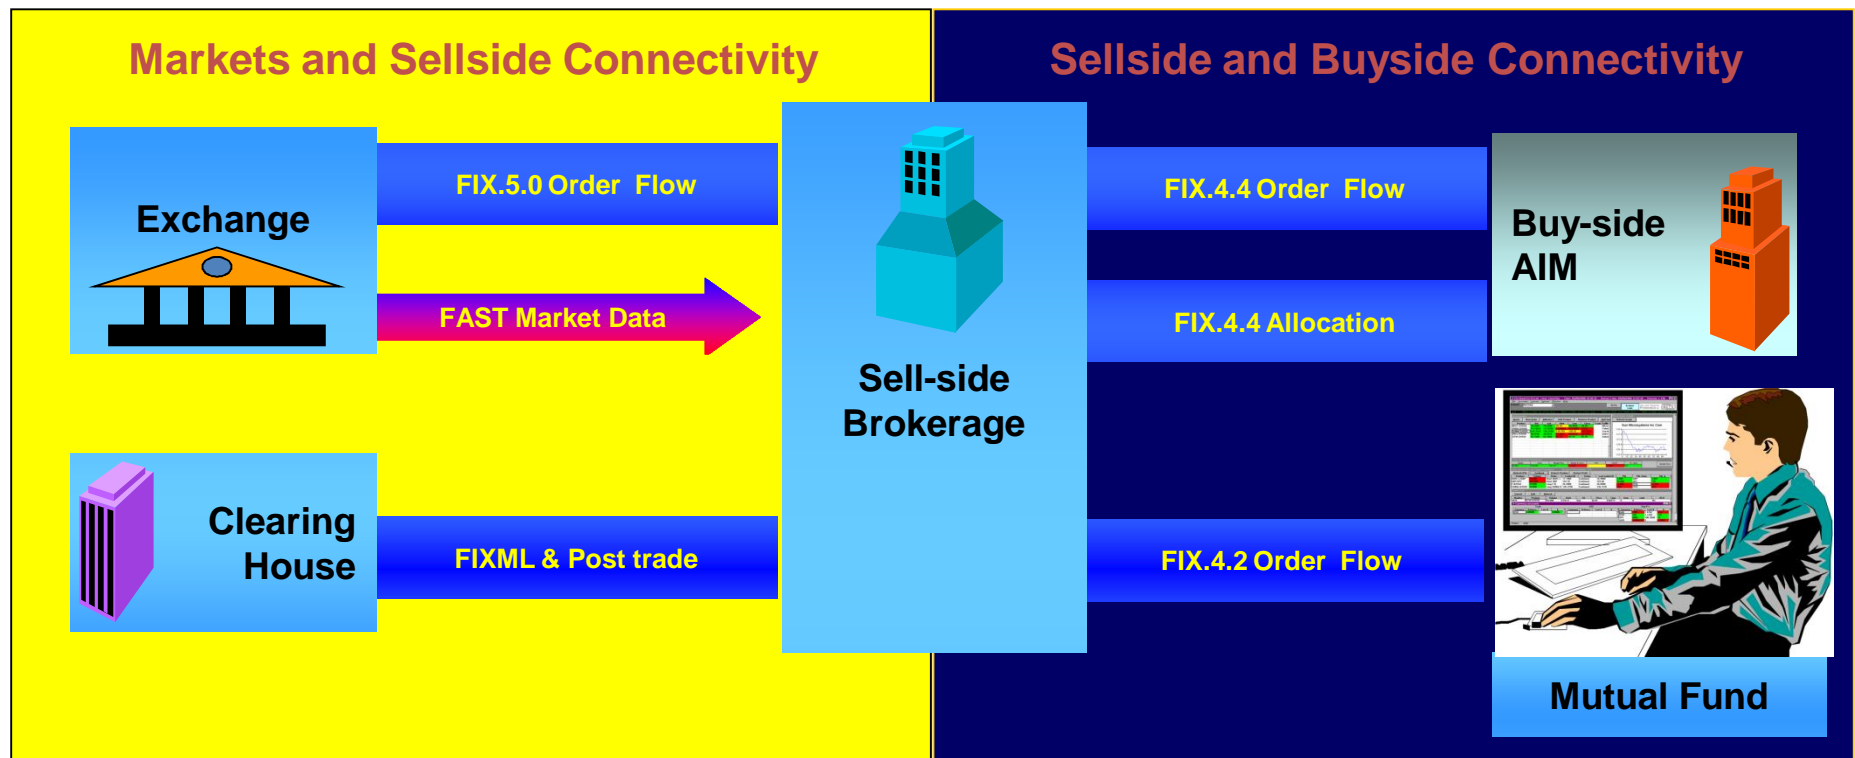 Markets and Sellside Connectivity
Sellside and Buyside Connectivity
Exchange
FIX.5.0 Order Flow
FAST Market Data
Sell-side
Brokerage
FIX.4.4 Order Flow
FIX.4.4 Allocation
Buy-side
AIM
Clearing
House
FIXML & Post trade
FIX.4.2 Order Flow
Mutual Fund